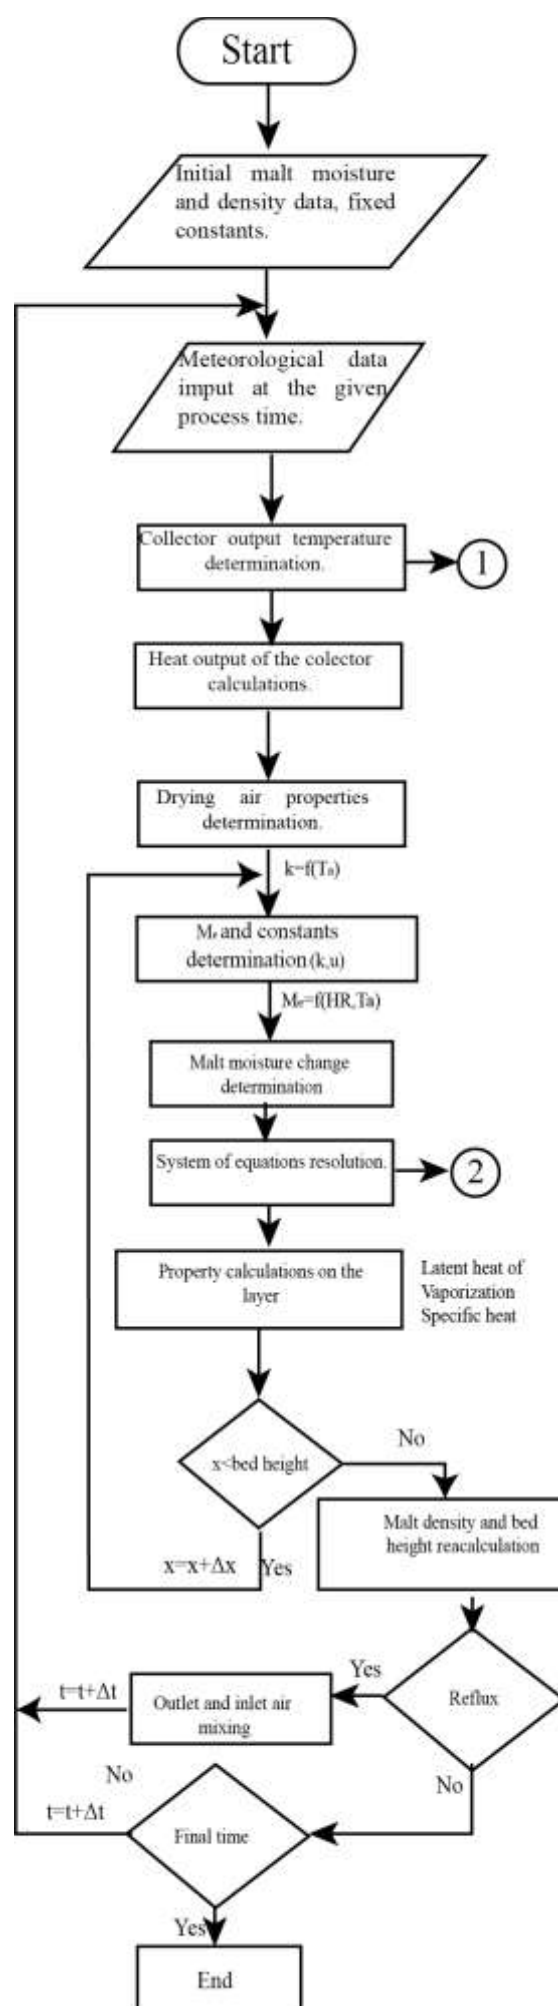 Start
Initial malt moisture
and density data, fixed
constants.
Meteorological data
imput at the given
process time.
Collector output temperature
determination.
1
Heat output of the colector
calculations.
Drying air properties
determination.
k=f(Ta)
Me and constants
determination (k,u)
Me=f(HR,Ta)
Malt moisture change
determination
System of equations resolution.
2
Property calculations on the
layer
Latent heat of
Vaporization
Specific heat
x<bed height
No
Malt density and bed
height reacalculation
x=x+Δx
Yes
Reflux
Yes
Outlet and inlet air
mixing
t=t+Δt
No
No
t=t+Δt
Final time
Yes
End